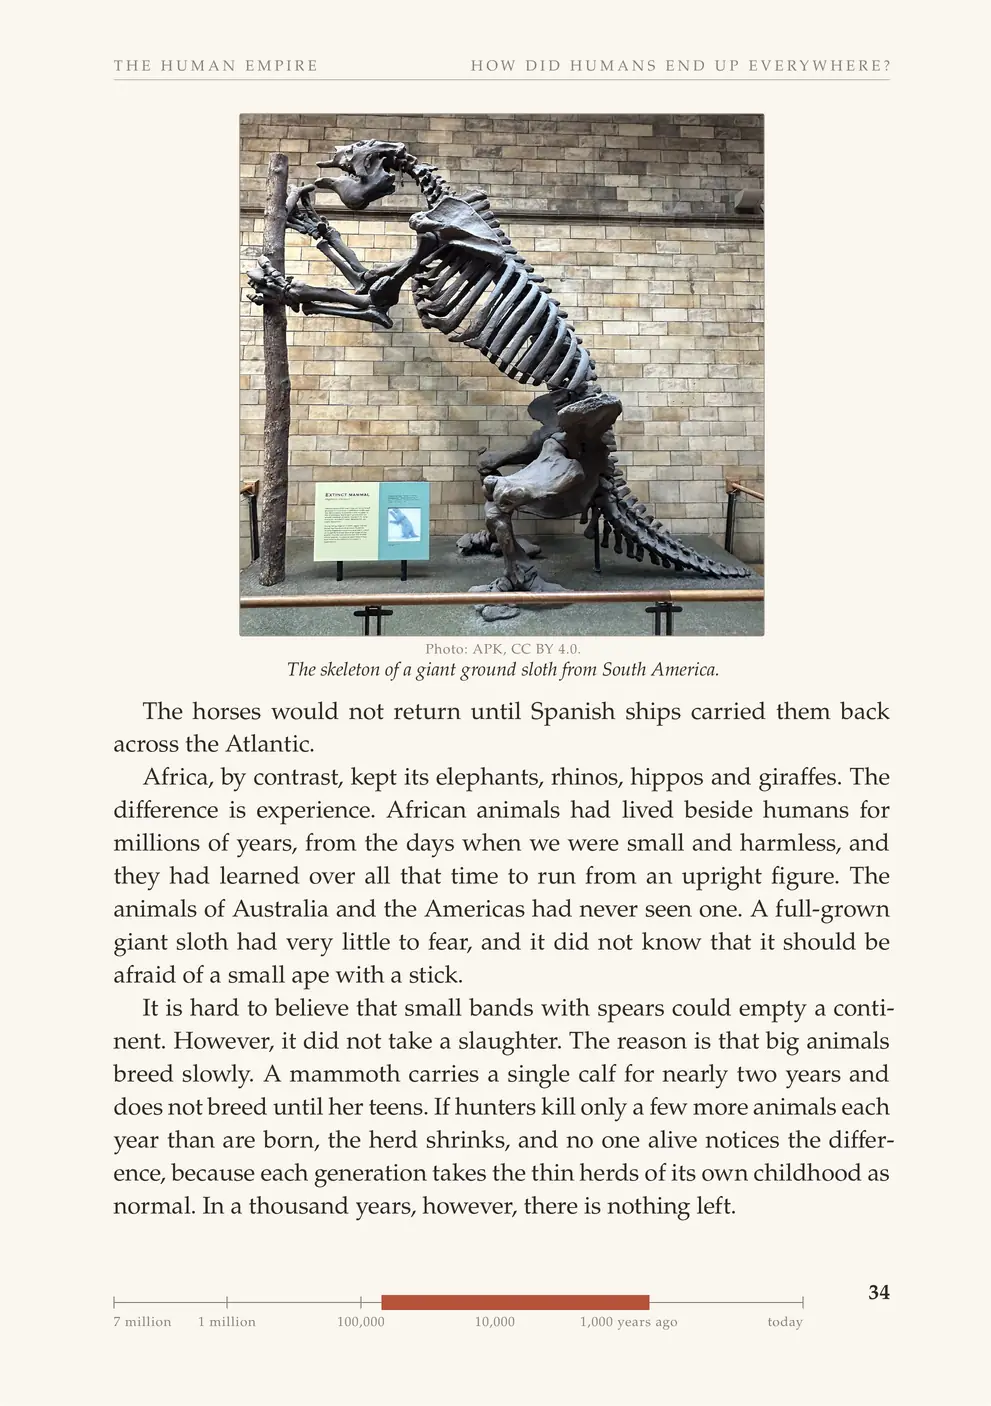 THE HUMAN EMPIRE
HOW DID HUMANS END UP EVERYWHERE?
EXTINCT MAMMAL
Photo: APK, CC BY 4.0.
The skeleton of a giant ground sloth from South America.
The horses would not return until Spanish ships carried them back
across the Atlantic.
Africa, by contrast, kept its elephants, rhinos, hippos and giraffes. The
difference is experience. African animals had lived beside humans for
millions of years, from the days when we were small and harmless, and
they had learned over all that time to run from an upright figure. The
animals of Australia and the Americas had never seen one. A full-grown
giant sloth had very little to fear, and it did not know that it should be
afraid of a small ape with a stick.
It is hard to believe that small bands with spears could empty a conti-
nent. However, it did not take a slaughter. The reason is that big animals
breed slowly. A mammoth carries a single calf for nearly two years and
does not breed until her teens. If hunters kill only a few more animals each
year than are born, the herd shrinks, and no one alive notices the differ-
ence, because each generation takes the thin herds of its own childhood as
normal. In a thousand years, however, there is nothing left.
34
7 million 1 million 100,000 10,000 1,000 years ago today